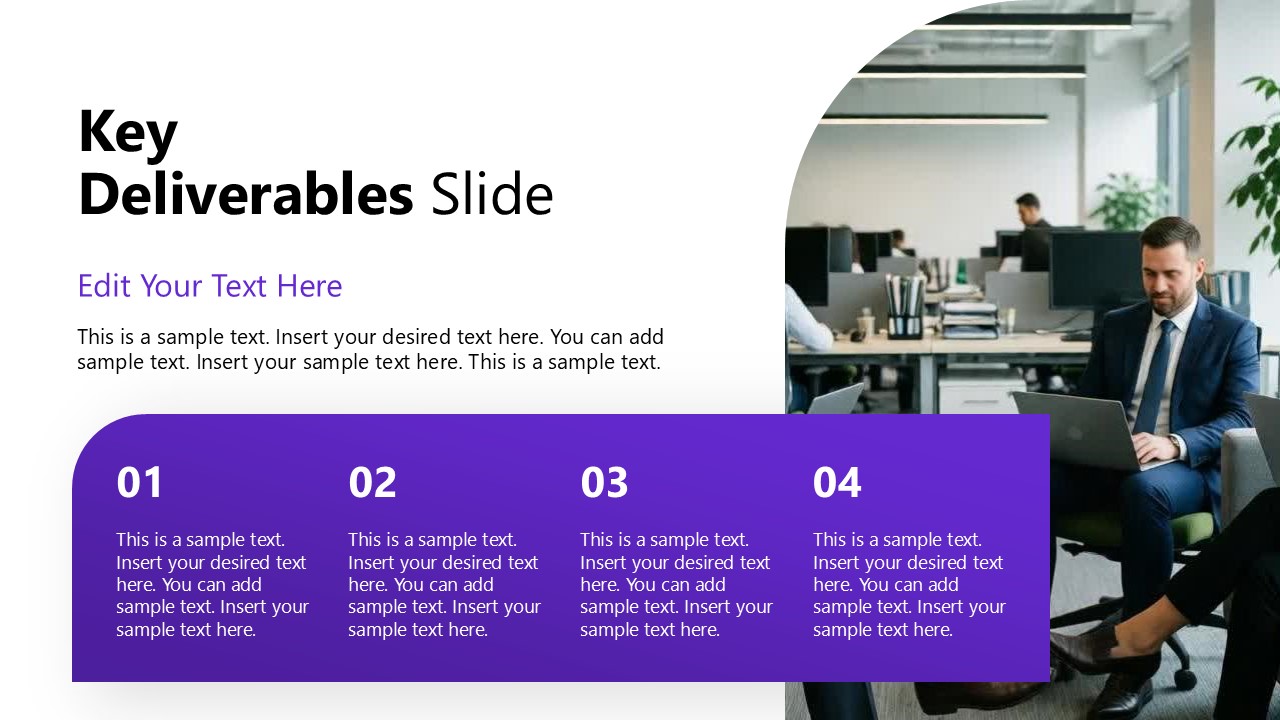 Key
Deliverables Slide
Edit Your Text Here
This is a sample text. Insert your desired text here. You can add
sample text. Insert your sample text here. This is a sample text.
01
This is a sample text.
Insert your desired text
here. You can add
sample text. Insert your
sample text here.
02
This is a sample text.
Insert your desired text
here. You can add
sample text. Insert your
sample text here.
03
This is a sample text.
Insert your desired text
here. You can add
sample text. Insert your
sample text here.
04
This is a sample text.
Insert your desired text
here. You can add
sample text. Insert your
sample text here.